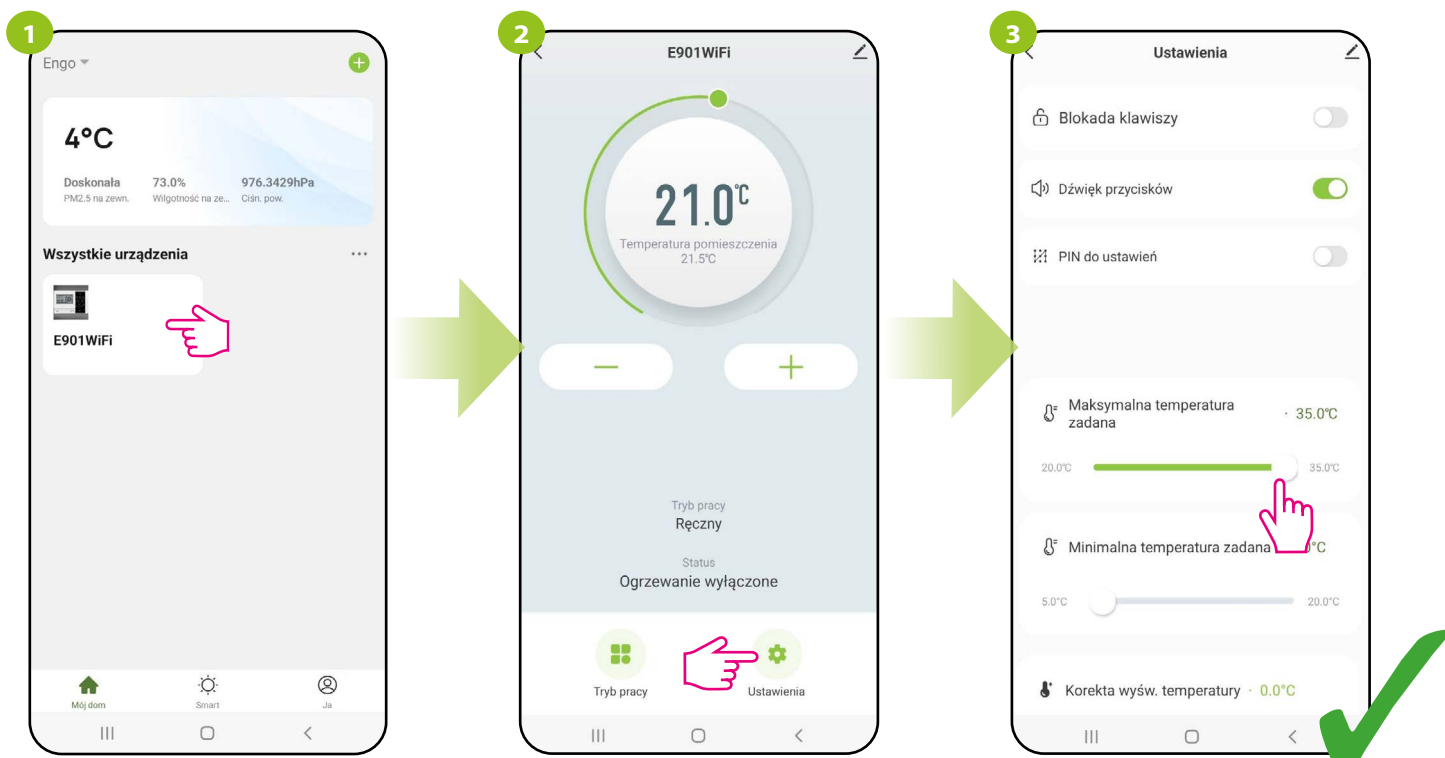 1
Engo
4°C
Doskonała 73.0% 976.3429hPa
PM2.5 na zewn. Wilgotność na ze... Ciśn. pow.
Wszystkie urządzenia ...
E901WiFi
Mój dom Smart Ja
2
E901WiFi
21.0°C
Temperatura pomieszczenia
21.5°C
Tryb pracy
Ręczny
Status
Ogrzewanie wyłączone
Tryb pracy Ustawienia
3
Ustawienia
Blokada klawiszy
Dźwięk przycisków
PIN do ustawień
Maksymalna temperatura
zadana · 35.0°C
20.0°C 35.0°C
Minimalna temperatura zadana 0°C
5.0°C 20.0°C
Korekta wyśw. temperatury · 0.0°C